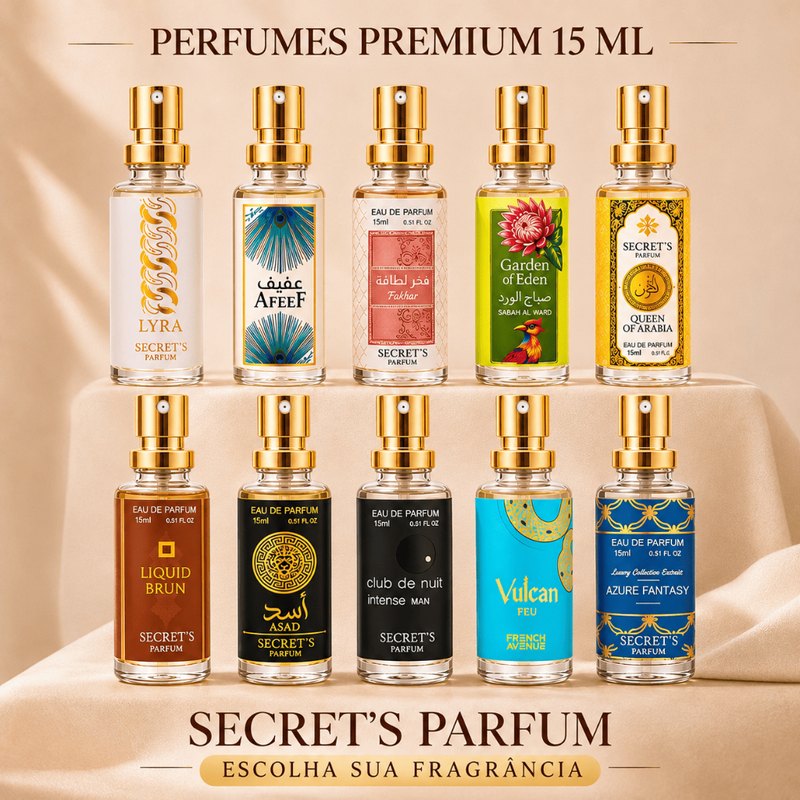 PERFUMES PREMIUM 15 ML
LYRA
SECRET'S
PARFUM
عفيف
AFEEF
EAU DE PARFUM
15ml 0.51 FL OZ
فخر لطافة
Fakhar
SECRET'S
PARFUM
Garden
of Eden
صباح الورد
SABAH AL WARD
SECRET'S
PARFUM
QUEEN
OF ARABIA
EAU DE PARFUM
15ml 0.51 FL OZ
EAU DE PARFUM
15ml 0.51 FL OZ
LIQUID
BRUN
SECRET'S
PARFUM
EAU DE PARFUM
15ml 0.51 FL OZ
أسد
ASAD
SECRET'S
PARFUM
EAU DE PARFUM
15ml 0.51 FL OZ
club de nuit
intense MAN
SECRET'S
PARFUM
Vulcan
FEU
FRENCH
AVENUE
EAU DE PARFUM
15ml 0.51 FL OZ
Luxury Collection Extrait
AZURE FANTASY
SECRET'S
PARFUM
SECRET'S PARFUM
ESCOLHA SUA FRAGRÂNCIA